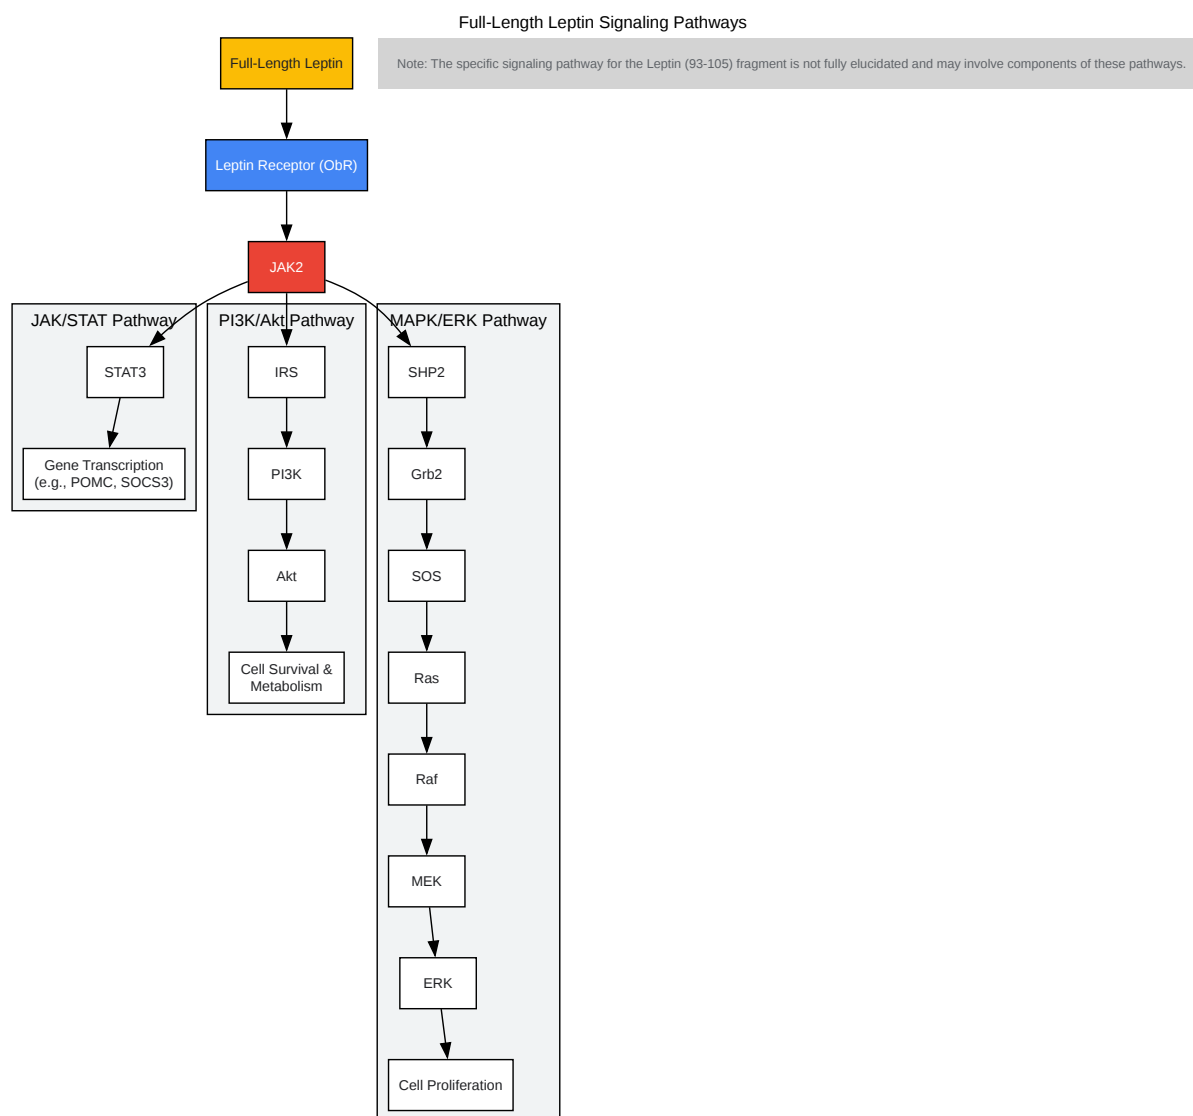 Full-Length Leptin Signaling Pathways
Full-Length Leptin
Note: The specific signaling pathway for the Leptin (93-105) fragment is not fully elucidated and may involve components of these pathways.
Leptin Receptor (ObR)
JAK2
JAK/STAT Pathway
STAT3
Gene Transcription
(e.g., POMC, SOCS3)
PI3K/Akt Pathway
IRS
PI3K
Akt
Cell Survival &
Metabolism
MAPK/ERK Pathway
SHP2
Grb2
SOS
Ras
Raf
MEK
ERK
Cell Proliferation